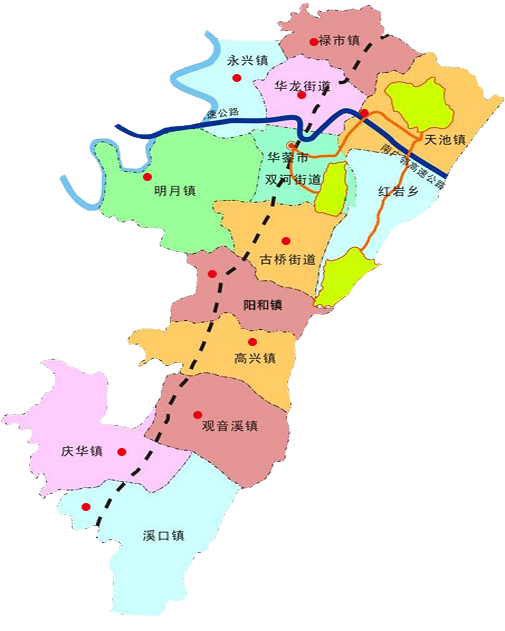 禄市镇
永兴镇
华龙街道
速公路
天池镇
南广邻高速公路
华蓥市
双河街道
红岩乡
明月镇
古桥街道
阳和镇
高兴镇
观音溪镇
庆华镇
溪口镇